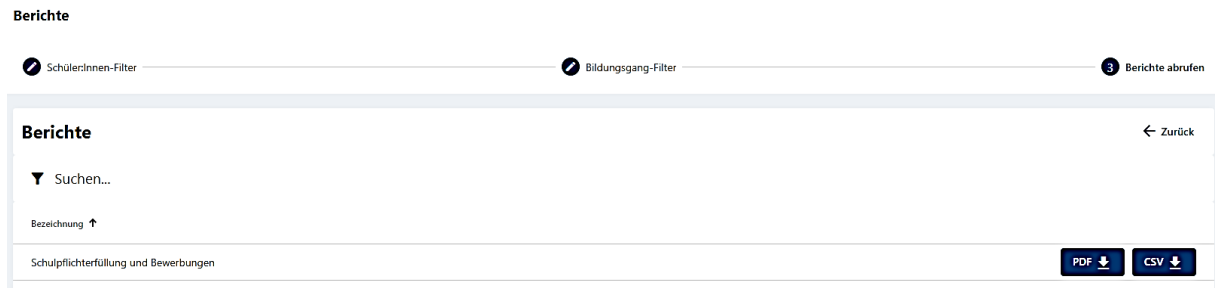 Berichte
Schüler:Innen-Filter Bildungsgang-Filter 3 Berichte abrufen
Berichte ← Zurück
Suchen...
Bezeichnung ↑
Schulpflichterfüllung und Bewerbungen PDF CSV